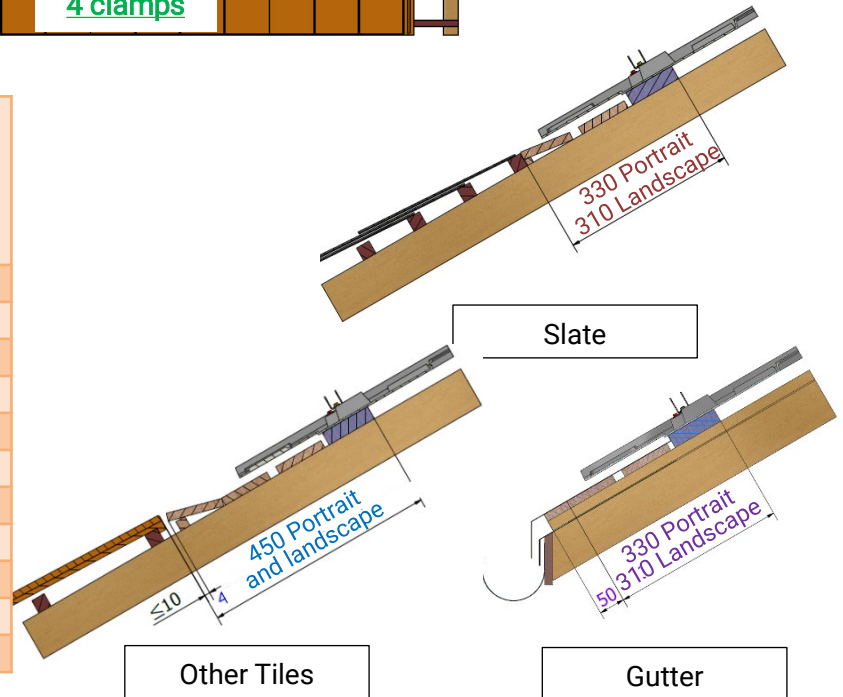 4 clamps
330 Portrait
310 Landscape
Slate
450 Portrait
and landscape
≤10
4
Other Tiles
330 Portrait
310 Landscape
50
Gutter